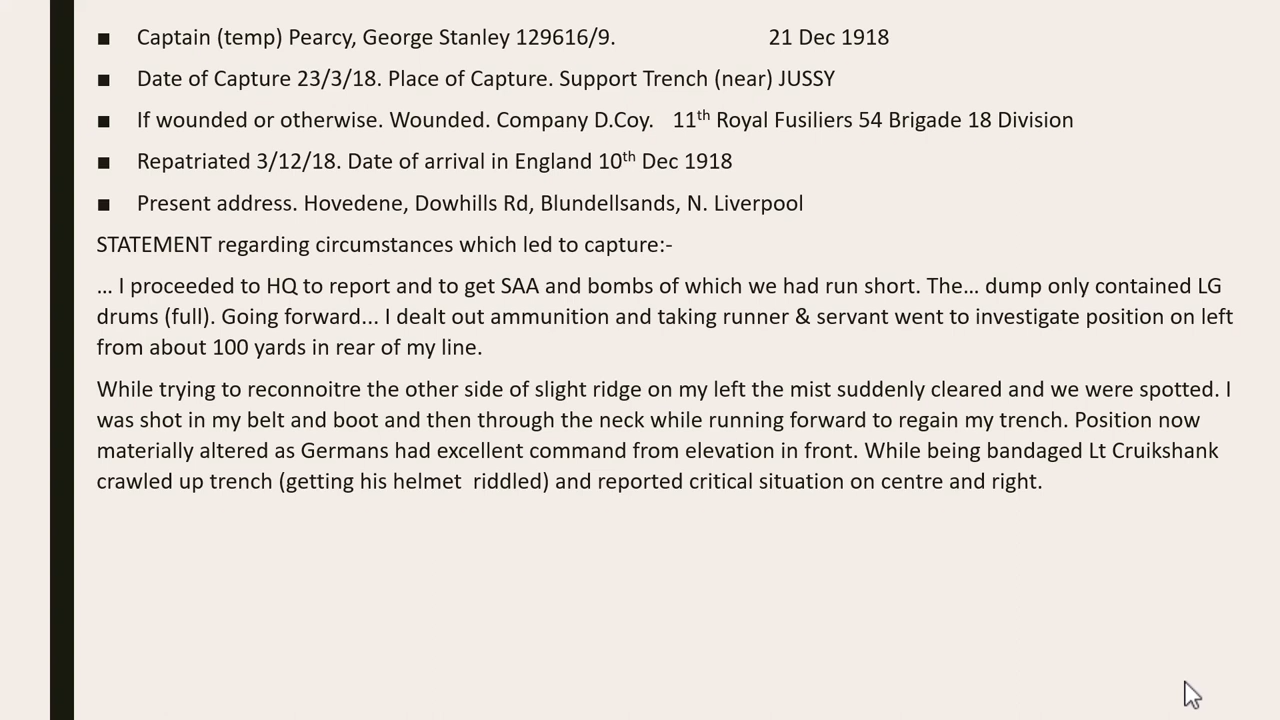 ■ Captain (temp) Pearcy, George Stanley 129616/9. 21 Dec 1918
■ Date of Capture 23/3/18. Place of Capture. Support Trench (near) JUSSY
■ If wounded or otherwise. Wounded. Company D.Coy. 11th Royal Fusiliers 54 Brigade 18 Division
■ Repatriated 3/12/18. Date of arrival in England 10th Dec 1918
■ Present address. Hovedene, Dowhills Rd, Blundellsands, N. Liverpool
STATEMENT regarding circumstances which led to capture:-
... I proceeded to HQ to report and to get SAA and bombs of which we had run short. The... dump only contained LG
drums (full). Going forward... I dealt out ammunition and taking runner & servant went to investigate position on left
from about 100 yards in rear of my line.
While trying to reconnoitre the other side of slight ridge on my left the mist suddenly cleared and we were spotted. I
was shot in my belt and boot and then through the neck while running forward to regain my trench. Position now
materially altered as Germans had excellent command from elevation in front. While being bandaged Lt Cruikshank
crawled up trench (getting his helmet riddled) and reported critical situation on centre and right.